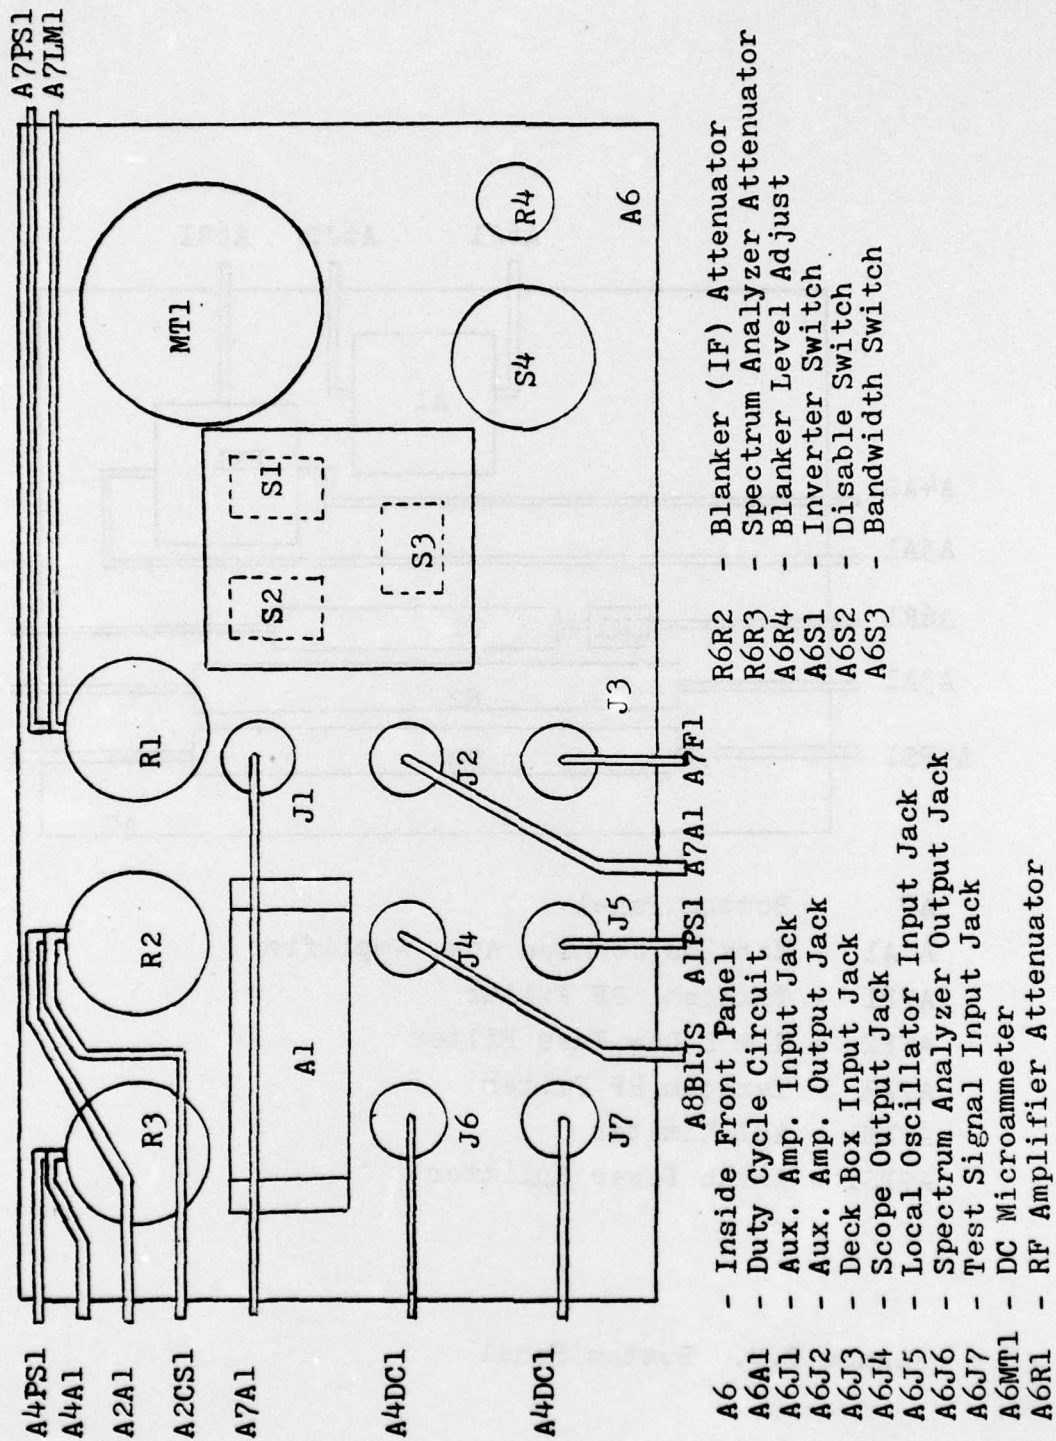 A7PS1
A7LM1
A4PS1
A4A1
A2A1
A2CS1
A7A1
A4DC1
A4DC1
R3
R2
R1
MT1
A1
J1
S2
S1
S3
S4
R4
J6
J4
J2
J7
J5
J3
A6
A8B1J5
A1PS1
A7A1
A7F1
A6 - Inside Front Panel
A6A1 - Duty Cycle Circuit
A6J1 - Aux. Amp. Input Jack
A6J2 - Aux. Amp. Output Jack
A6J3 - Deck Box Input Jack
A6J4 - Scope Output Jack
A6J5 - Local Oscillator Input Jack
A6J6 - Spectrum Analyzer Output Jack
A6J7 - Test Signal Input Jack
A6MT1 - DC Microammeter
A6R1 - RF Amplifier Attenuator
R6R2 - Blanker (IF) Attenuator
R6R3 - Spectrum Analyzer Attenuator
A6R4 - Blanker Level Adjust
A6S1 - Inverter Switch
A6S2 - Disable Switch
A6S3 - Bandwidth Switch